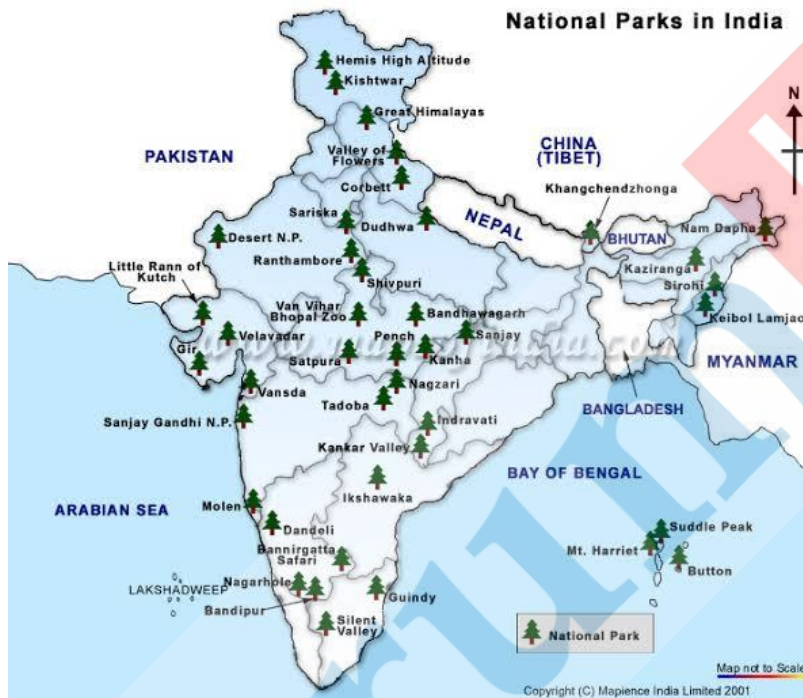 National Parks in India
Hemis High Altitude
Kishtwar
Great Himalayas
N
PAKISTAN
CHINA
(TIBET)
Valley of
Flowers
Corbett
Khangchendzonga
Sariska
Dudhwa
NEPAL
BHUTAN
Nam Dapha
Desert N.P.
Ranthambore
Kaziranga
Little Rann of
Kutch
Shivpuri
Sirohi
Van Vihar
Bhopal Zoo
Bandhawagarh
Keibol Lamjao
Velavadar
Pench
Sanjay
Gir
Satpura
Kanha
MYANMAR
Vansda
Nagzari
Tadoba
BANGLADESH
Sanjay Gandhi N.P.
Indravati
Kankar Valley
BAY OF BENGAL
Ikshawaka
ARABIAN SEA
Molen
Dandeli
Suddle Peak
Mt. Harriet
Button
Bannirgatta
Safari
LAKSHADWEEP
Nagarhole
Bandipur
Guindy
Silent
Valley
National Park
Map not to Scale
Copyright (C) Mapience India Limited 2001